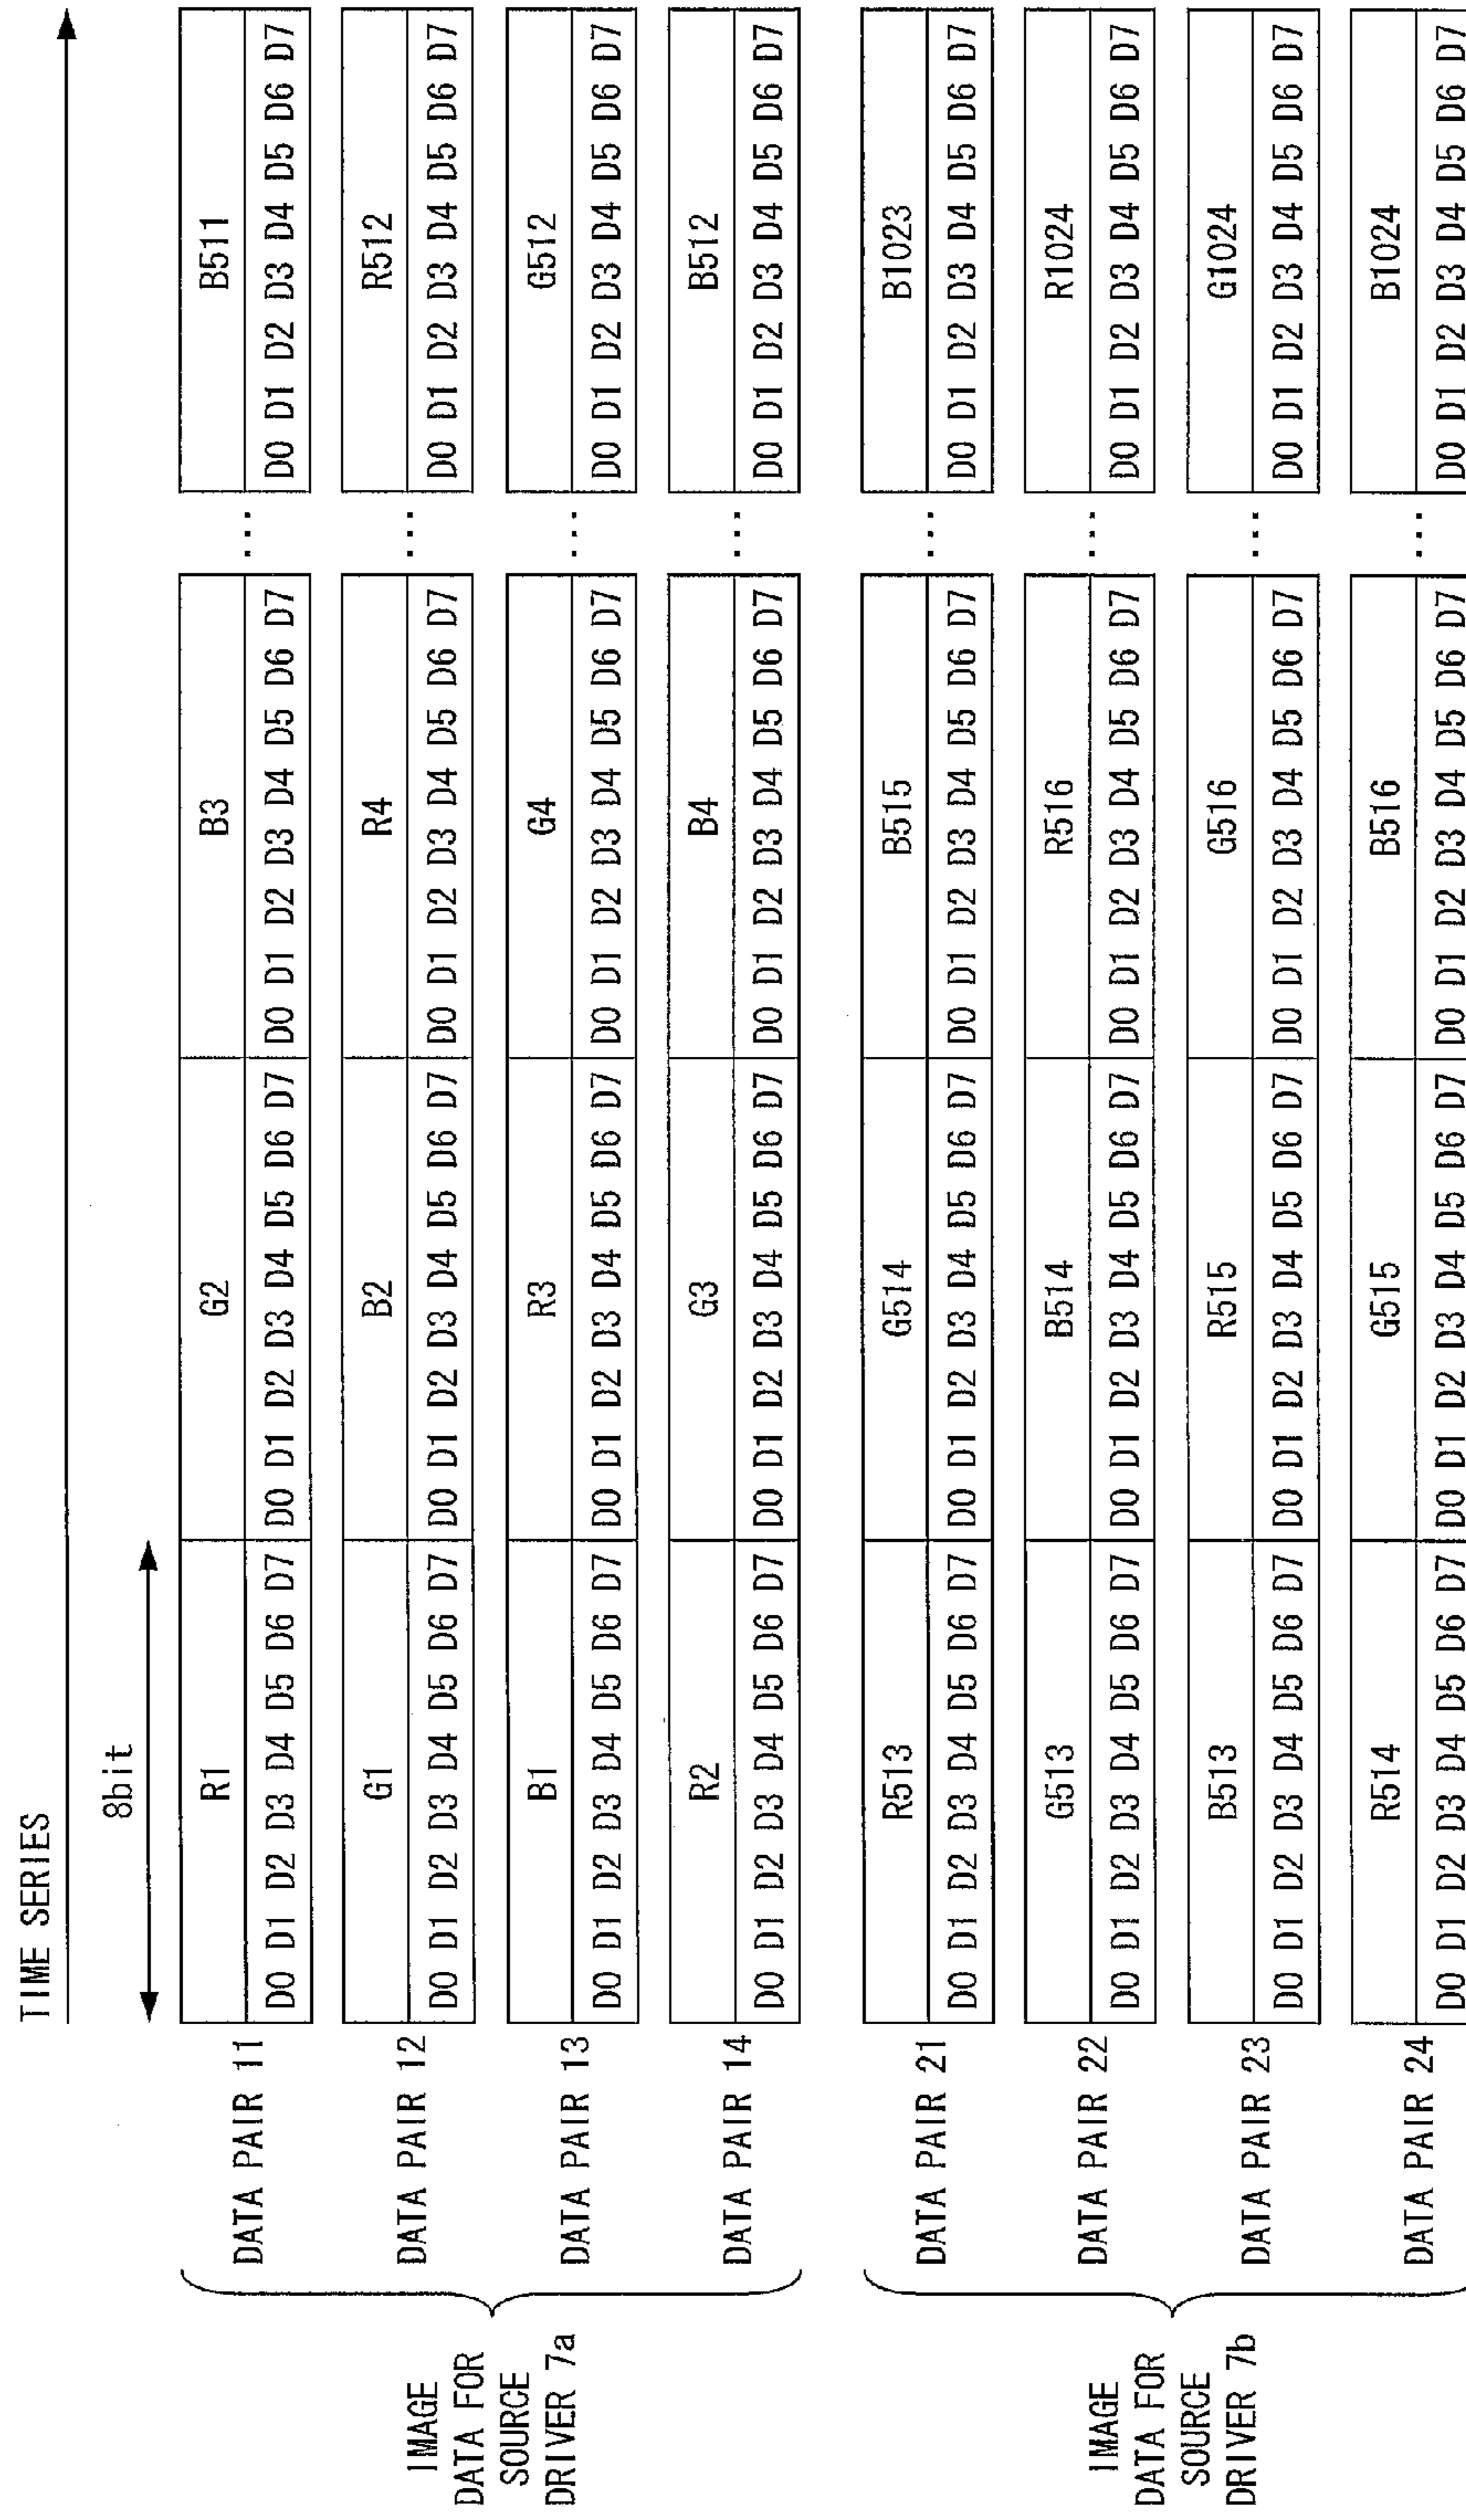 TIME SERIES
8bit
DATA PAIR 11
R1 G2 B3 ... B511
D0 D1 D2 D3 D4 D5 D6 D7 D0 D1 D2 D3 D4 D5 D6 D7 D0 D1 D2 D3 D4 D5 D6 D7 D0 D1 D2 D3 D4 D5 D6 D7
DATA PAIR 12
G1 B2 R4 ... R512
D0 D1 D2 D3 D4 D5 D6 D7 D0 D1 D2 D3 D4 D5 D6 D7 D0 D1 D2 D3 D4 D5 D6 D7 D0 D1 D2 D3 D4 D5 D6 D7
DATA PAIR 13
B1 R3 G4 ... G512
D0 D1 D2 D3 D4 D5 D6 D7 D0 D1 D2 D3 D4 D5 D6 D7 D0 D1 D2 D3 D4 D5 D6 D7 D0 D1 D2 D3 D4 D5 D6 D7
DATA PAIR 14
R2 G3 B4 ... B512
D0 D1 D2 D3 D4 D5 D6 D7 D0 D1 D2 D3 D4 D5 D6 D7 D0 D1 D2 D3 D4 D5 D6 D7 D0 D1 D2 D3 D4 D5 D6 D7
IMAGE
DATA FOR
SOURCE
DRIVER 7a
DATA PAIR 21
R513 G514 B515 ... B1023
D0 D1 D2 D3 D4 D5 D6 D7 D0 D1 D2 D3 D4 D5 D6 D7 D0 D1 D2 D3 D4 D5 D6 D7 D0 D1 D2 D3 D4 D5 D6 D7
DATA PAIR 22
G513 B514 R516 ... R1024
D0 D1 D2 D3 D4 D5 D6 D7 D0 D1 D2 D3 D4 D5 D6 D7 D0 D1 D2 D3 D4 D5 D6 D7 D0 D1 D2 D3 D4 D5 D6 D7
DATA PAIR 23
B513 R515 G516 ... G1024
D0 D1 D2 D3 D4 D5 D6 D7 D0 D1 D2 D3 D4 D5 D6 D7 D0 D1 D2 D3 D4 D5 D6 D7 D0 D1 D2 D3 D4 D5 D6 D7
DATA PAIR 24
R514 G515 B516 ... B1024
D0 D1 D2 D3 D4 D5 D6 D7 D0 D1 D2 D3 D4 D5 D6 D7 D0 D1 D2 D3 D4 D5 D6 D7 D0 D1 D2 D3 D4 D5 D6 D7
IMAGE
DATA FOR
SOURCE
DRIVER 7b